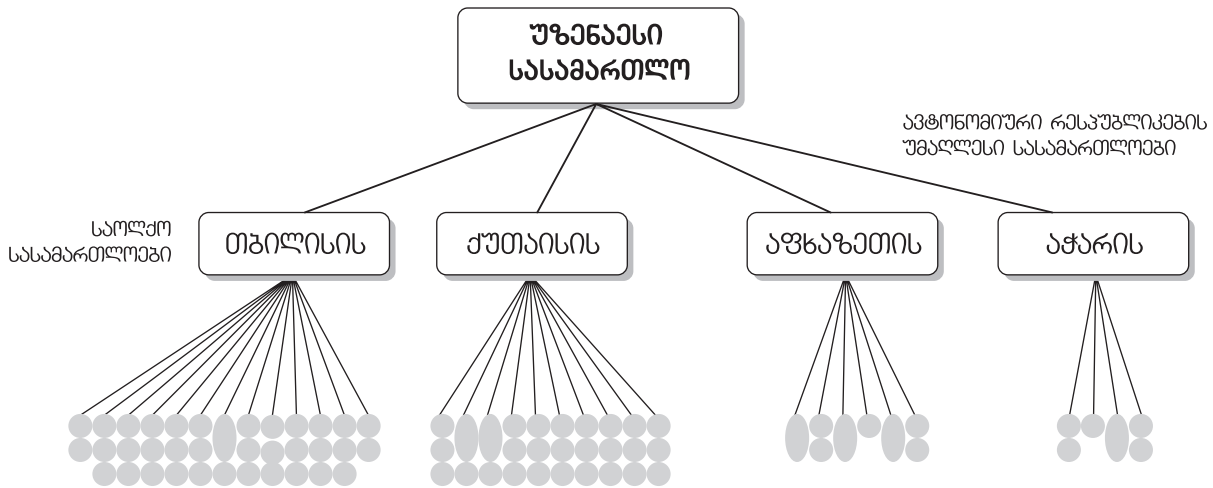 უზენაესი
სასამართლო
ავტონომიური რესპუბლიკების
უმაღლესი სასამართლოები
საოლქო
სასამართლოები
თბილისის
ქუთაისის
აფხაზეთის
აჭარის